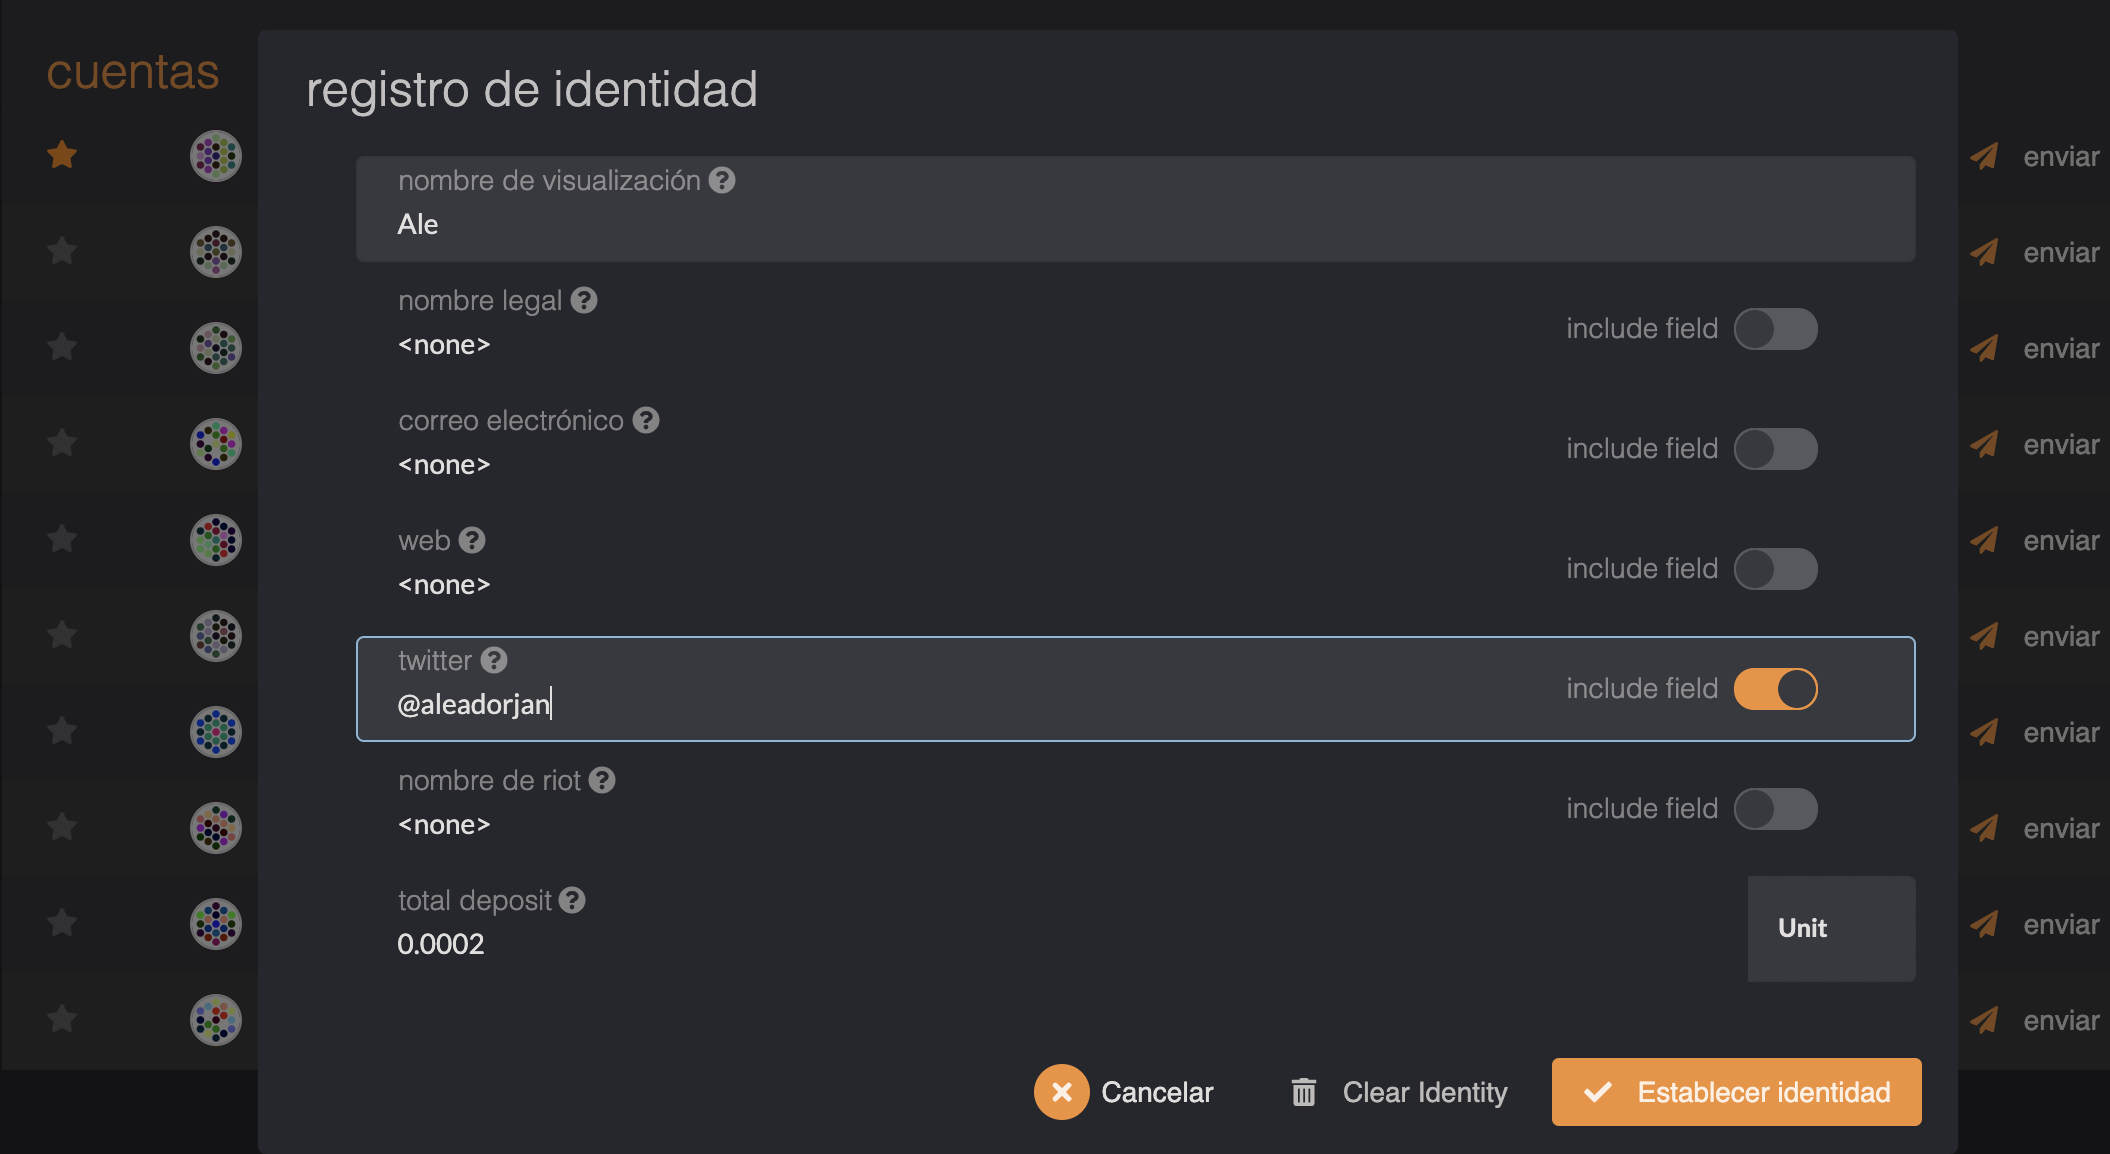 cuentas
registro de identidad
nombre de visualización ?
Ale
nombre legal ?
<none>
include field
correo electrónico ?
<none>
include field
web ?
<none>
include field
twitter ?
@aleadorjan
include field
nombre de riot ?
<none>
include field
total deposit ?
0.0002
Unit
Cancelar
Clear Identity
Establecer identidad
enviar
enviar
enviar
enviar
enviar
enviar
enviar
enviar
enviar
enviar